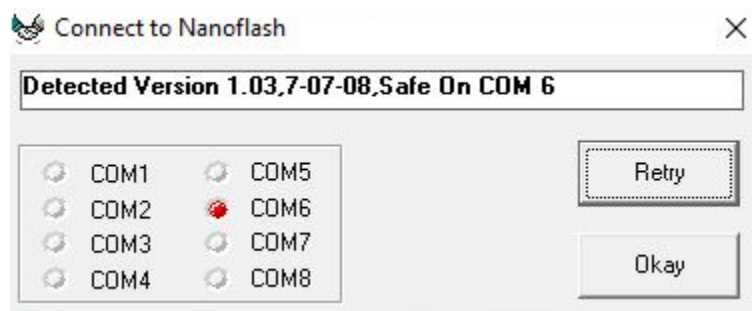 Connect to Nanoflash
Detected Version 1.03,7-07-08,Safe On COM 6
COM1 COM5
COM2 COM6
COM3 COM7
COM4 COM8
Retry
Okay